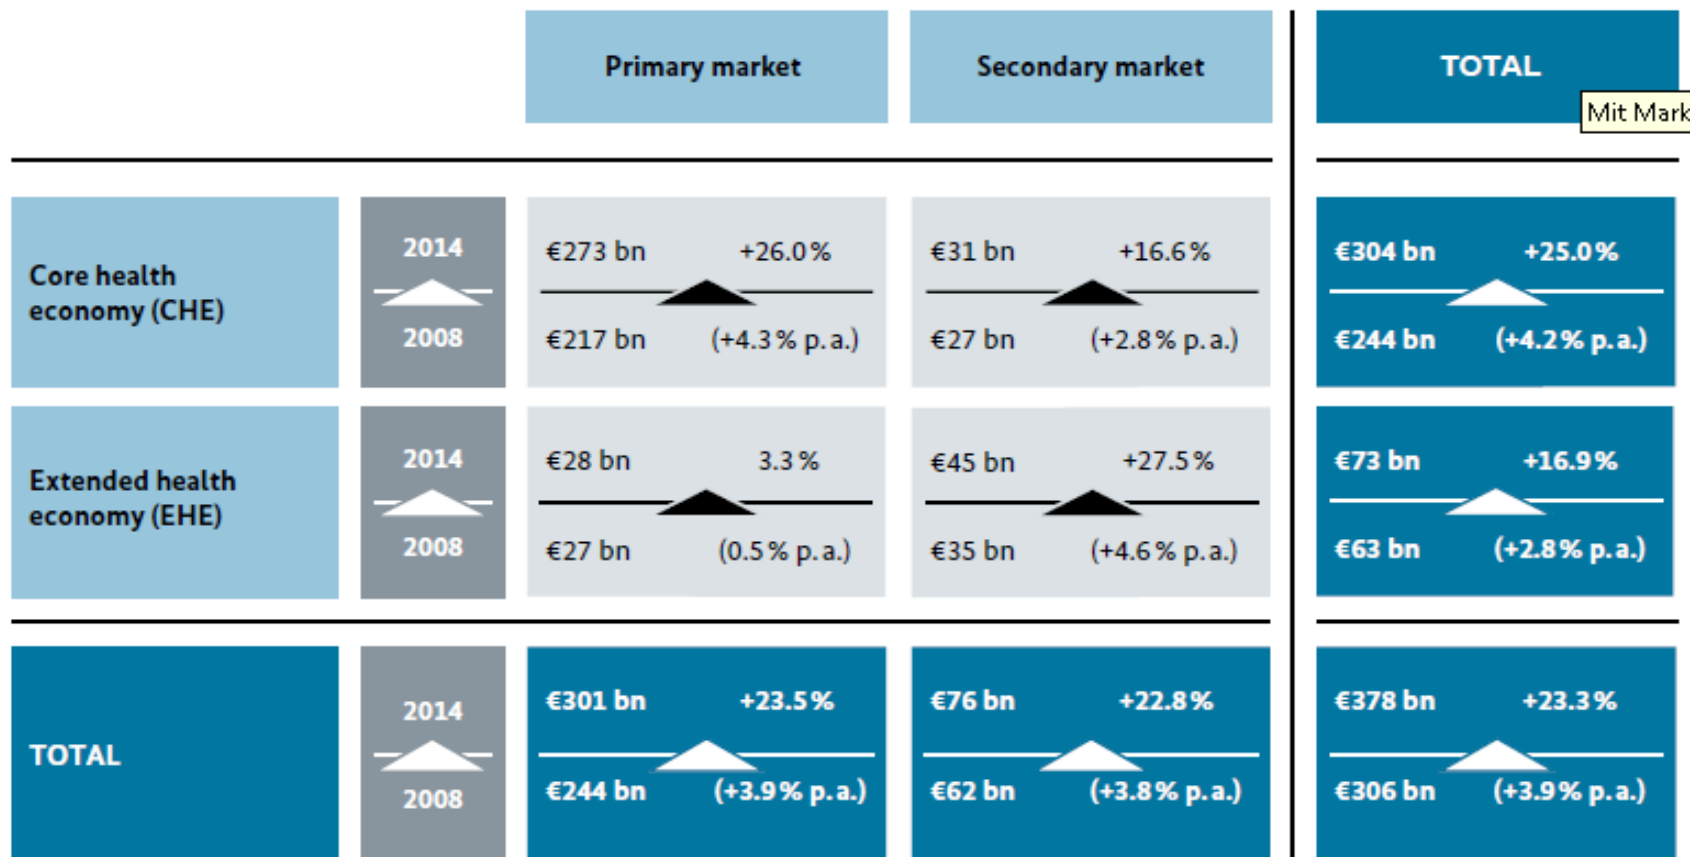 Primary market
Secondary market
TOTAL
Mit Mark
Core health
economy (CHE)
2014
2008
€273 bn +26.0%
€217 bn (+4.3% p.a.)
€31 bn +16.6%
€27 bn (+2.8% p.a.)
€304 bn +25.0%
€244 bn (+4.2% p.a.)
Extended health
economy (EHE)
2014
2008
€28 bn 3.3%
€27 bn (0.5% p.a.)
€45 bn +27.5%
€35 bn (+4.6% p.a.)
€73 bn +16.9%
€63 bn (+2.8% p.a.)
TOTAL
2014
2008
€301 bn +23.5%
€244 bn (+3.9% p.a.)
€76 bn +22.8%
€62 bn (+3.8% p.a.)
€378 bn +23.3%
€306 bn (+3.9% p.a.)